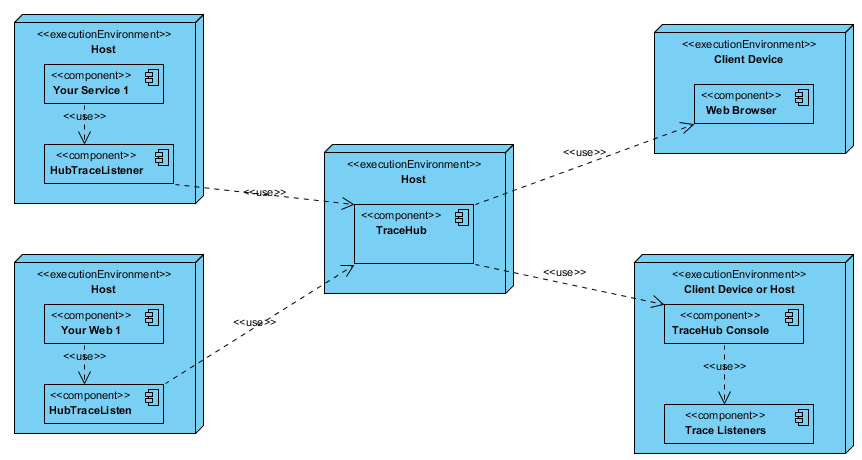 <<executionEnvironment>>
Host
<<component>>
Your Service 1
<<use>>
<<component>>
HubTraceListener
<<use>>
<<executionEnvironment>>
Host
<<component>>
Your Web 1
<<use>>
<<component>>
HubTraceListen
<<use>>
<<executionEnvironment>>
Host
<<component>>
TraceHub
<<use>>
<<use>>
<<executionEnvironment>>
Client Device
<<component>>
Web Browser
<<executionEnvironment>>
Client Device or Host
<<component>>
TraceHub Console
<<use>>
<<component>>
Trace Listeners